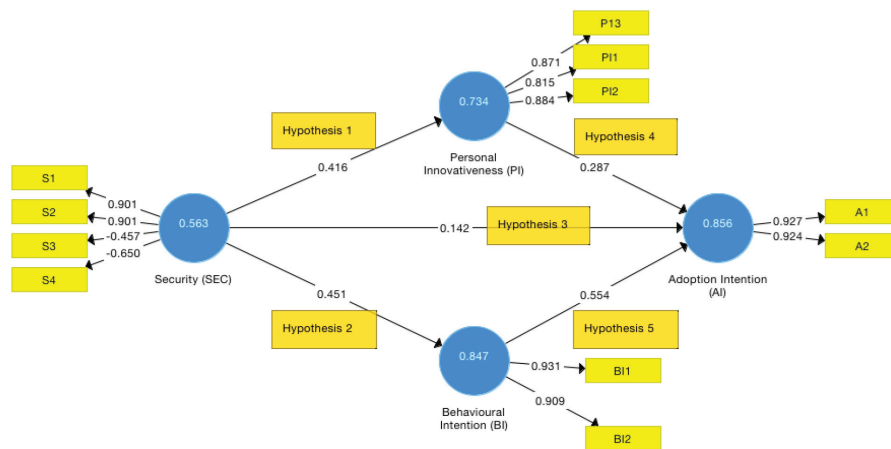 P13
0.871
PI1
0.815
PI2
0.884
0.734
Hypothesis 1
Hypothesis 4
Personal
Innovativeness (PI)
0.416
0.287
S1
0.901
S2
0.901
S3
-0.457
S4
-0.650
0.563
Security (SEC)
Hypothesis 3
0.142
0.856
0.927
A1
0.924
A2
Adoption Intention
(AI)
0.451
0.554
Hypothesis 2
Hypothesis 5
0.847
0.931
BI1
0.909
BI2
Behavioural
Intention (BI)